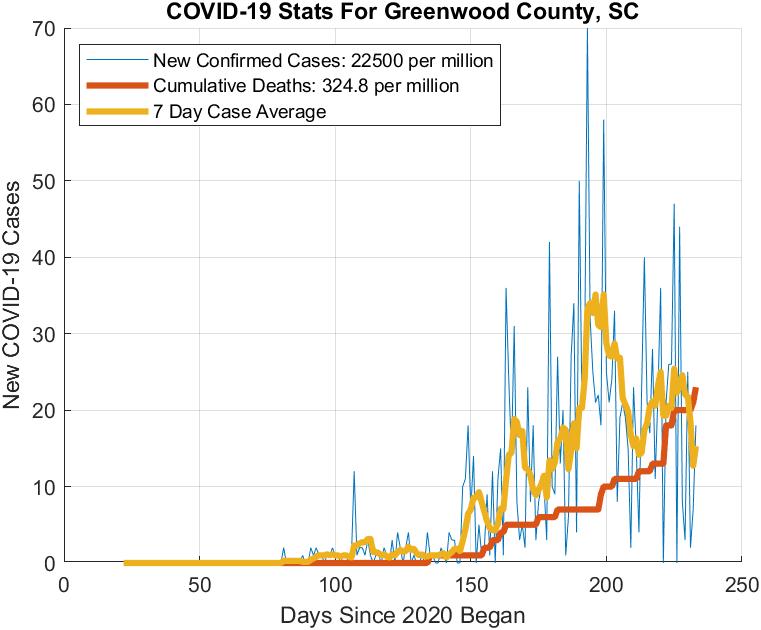 COVID-19 Stats For Greenwood County, SC
New Confirmed Cases: 22500 per million
Cumulative Deaths: 324.8 per million
7 Day Case Average
New COVID-19 Cases
70
60
50
40
30
20
10
0
0 50 100 150 200 250
Days Since 2020 Began